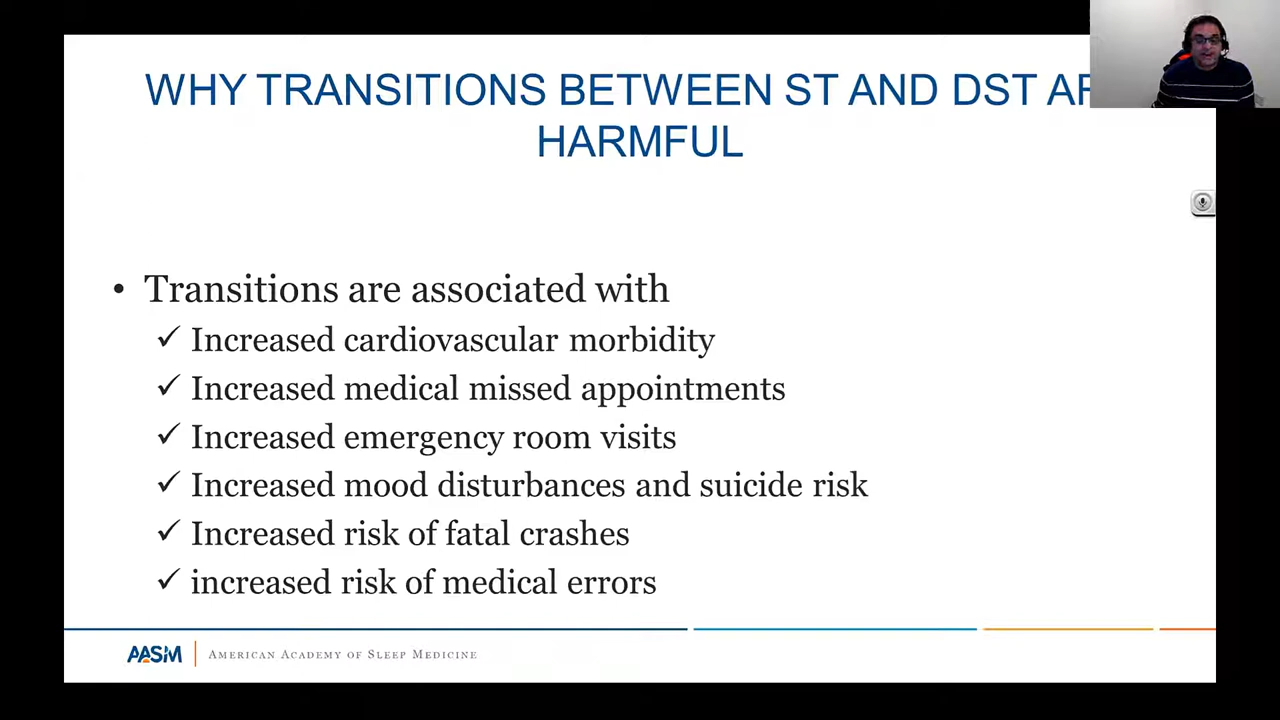 WHY TRANSITIONS BETWEEN ST AND DST
HARMFUL
• Transitions are associated with
✓ Increased cardiovascular morbidity
✓ Increased medical missed appointments
✓ Increased emergency room visits
✓ Increased mood disturbances and suicide risk
✓ Increased risk of fatal crashes
✓ increased risk of medical errors
AASM
AMERICAN ACADEMY OF SLEEP MEDICINE